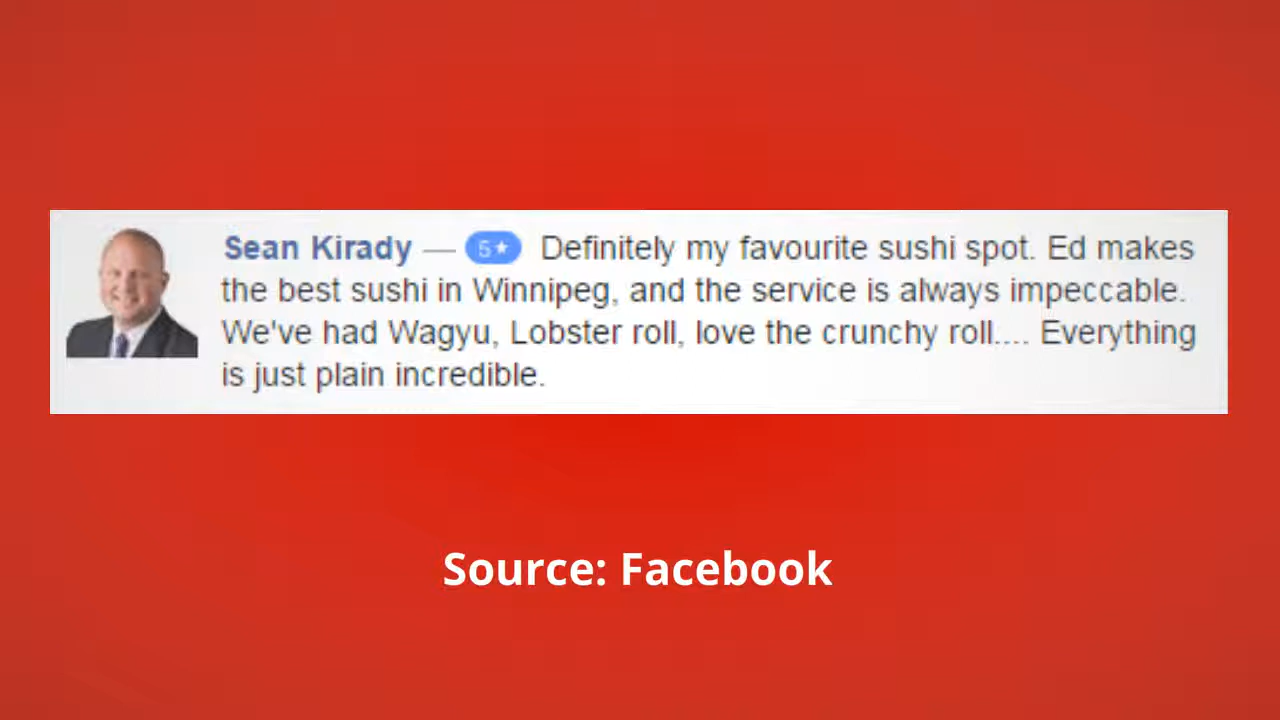 Sean Kirady — 5★ Definitely my favourite sushi spot. Ed makes
the best sushi in Winnipeg, and the service is always impeccable.
We've had Wagyu, Lobster roll, love the crunchy roll.... Everything
is just plain incredible.
Source: Facebook